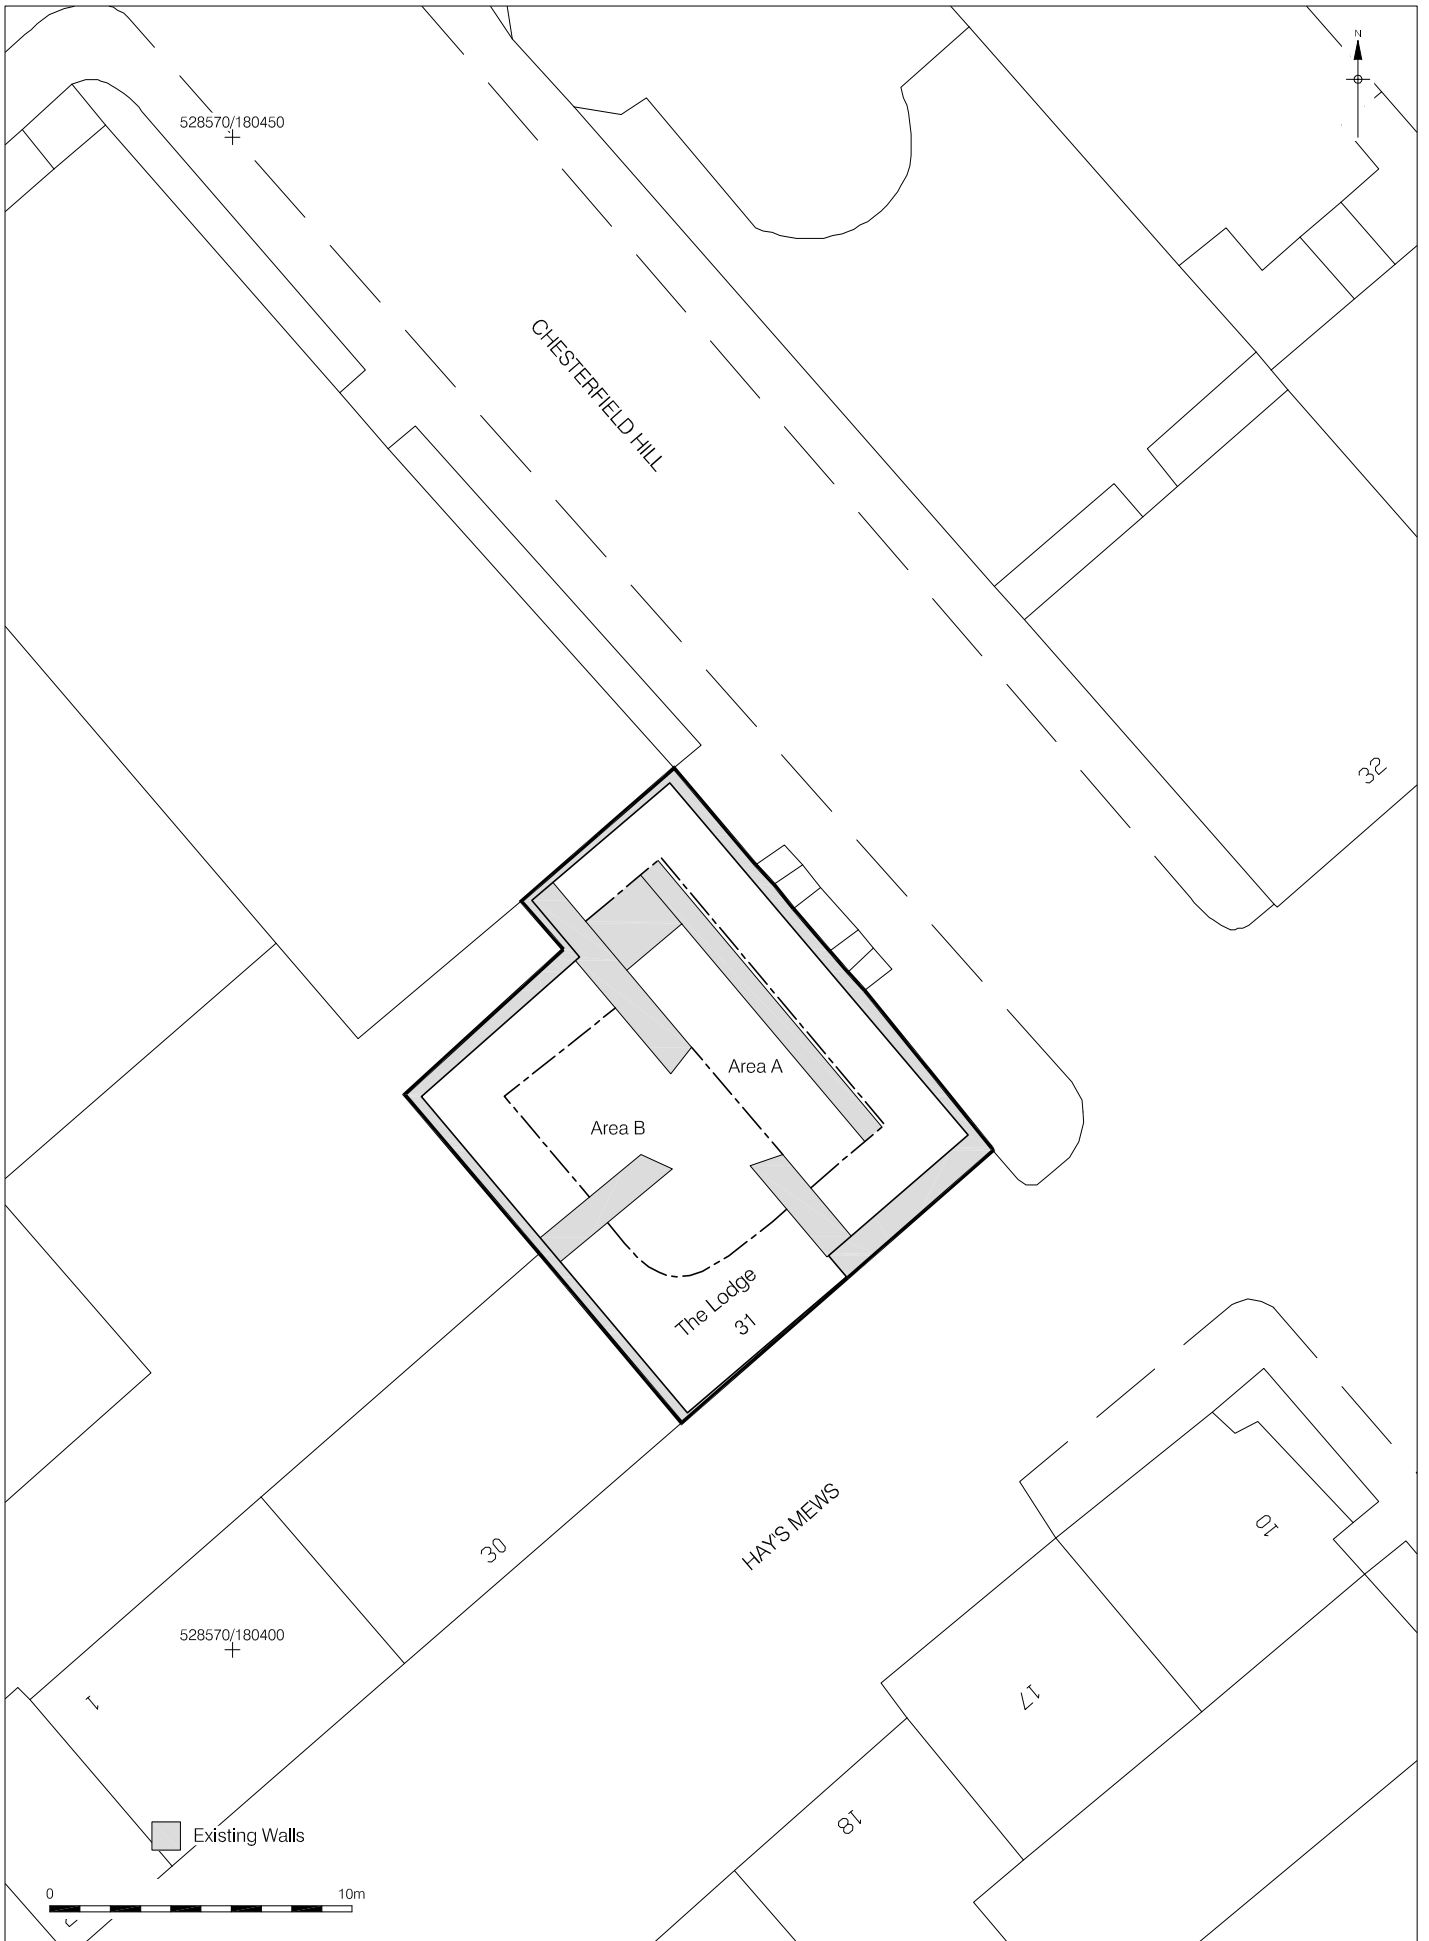 N
528570/180450
CHESTERFIELD HILL
32
Area A
Area B
The Lodge
31
HAY'S MEWS
10
30
528570/180400
17
1
18
Existing Walls
0 10m